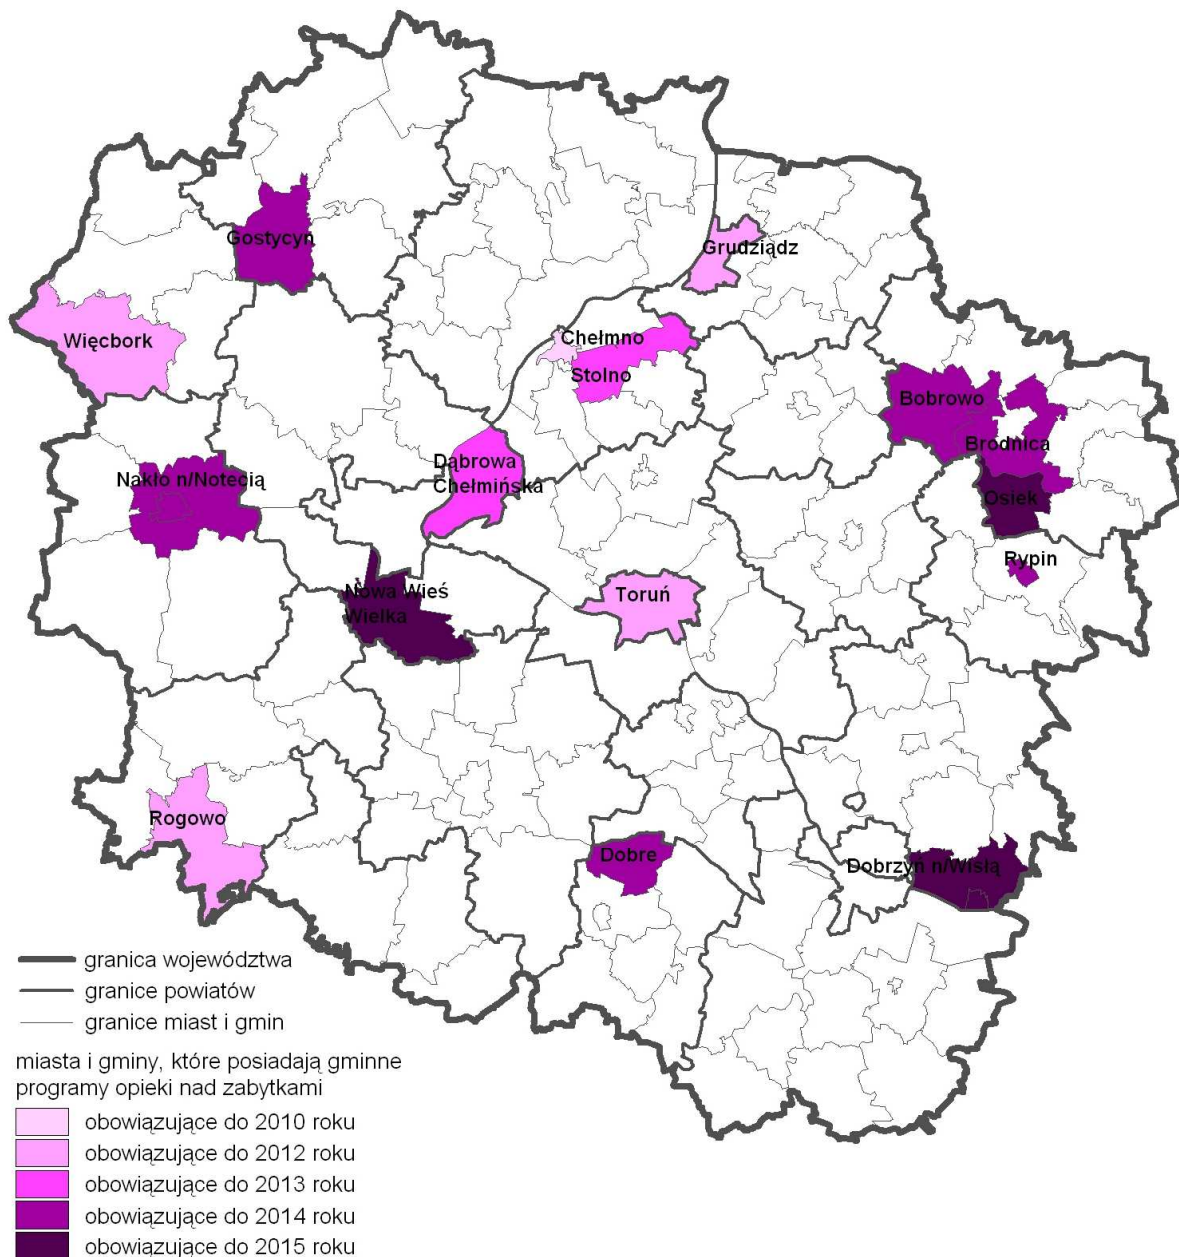 Gostycyń
Grudziądz
Więcbork
Chełmno
Stolno
Bobrowo
Brodnica
Dąbrowa
Chełmińska
Nakło n/Notecią
Osiek
Rypin
Nowa Wieś
Wielka
Toruń
Rogowo
Dobre
Dobrzyń n/Wisłą
granica województwa
granice powiatów
granice miast i gmin
miasta i gminy, które posiadają gminne
programy opieki nad zabytkami
obowiązujące do 2010 roku
obowiązujące do 2012 roku
obowiązujące do 2013 roku
obowiązujące do 2014 roku
obowiązujące do 2015 roku